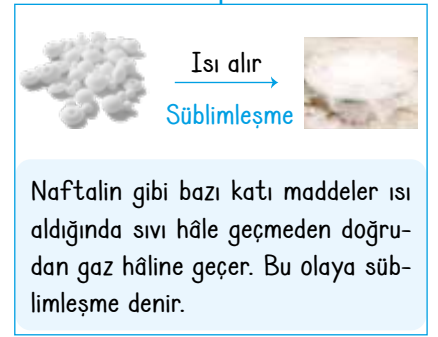 Isı alır
Süblimleşme
Naftalin gibi bazı katı maddeler ısı
aldığında sıvı hâle geçmeden doğru-
dan gaz hâline geçer. Bu olaya süb-
limleşme denir.